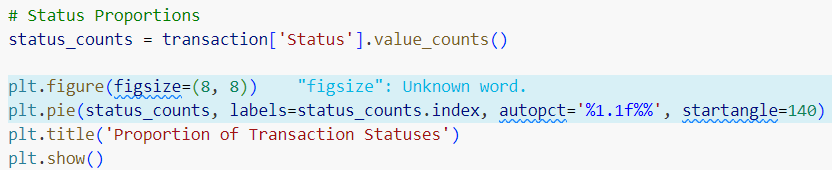 # Status Proportions
status_counts = transaction['Status'].value_counts()
plt.figure(figsize=(8, 8))    "figsize": Unknown word.
plt.pie(status_counts, labels=status_counts.index, autopct='%1.1f%%', startangle=140)
plt.title('Proportion of Transaction Statuses')
plt.show()